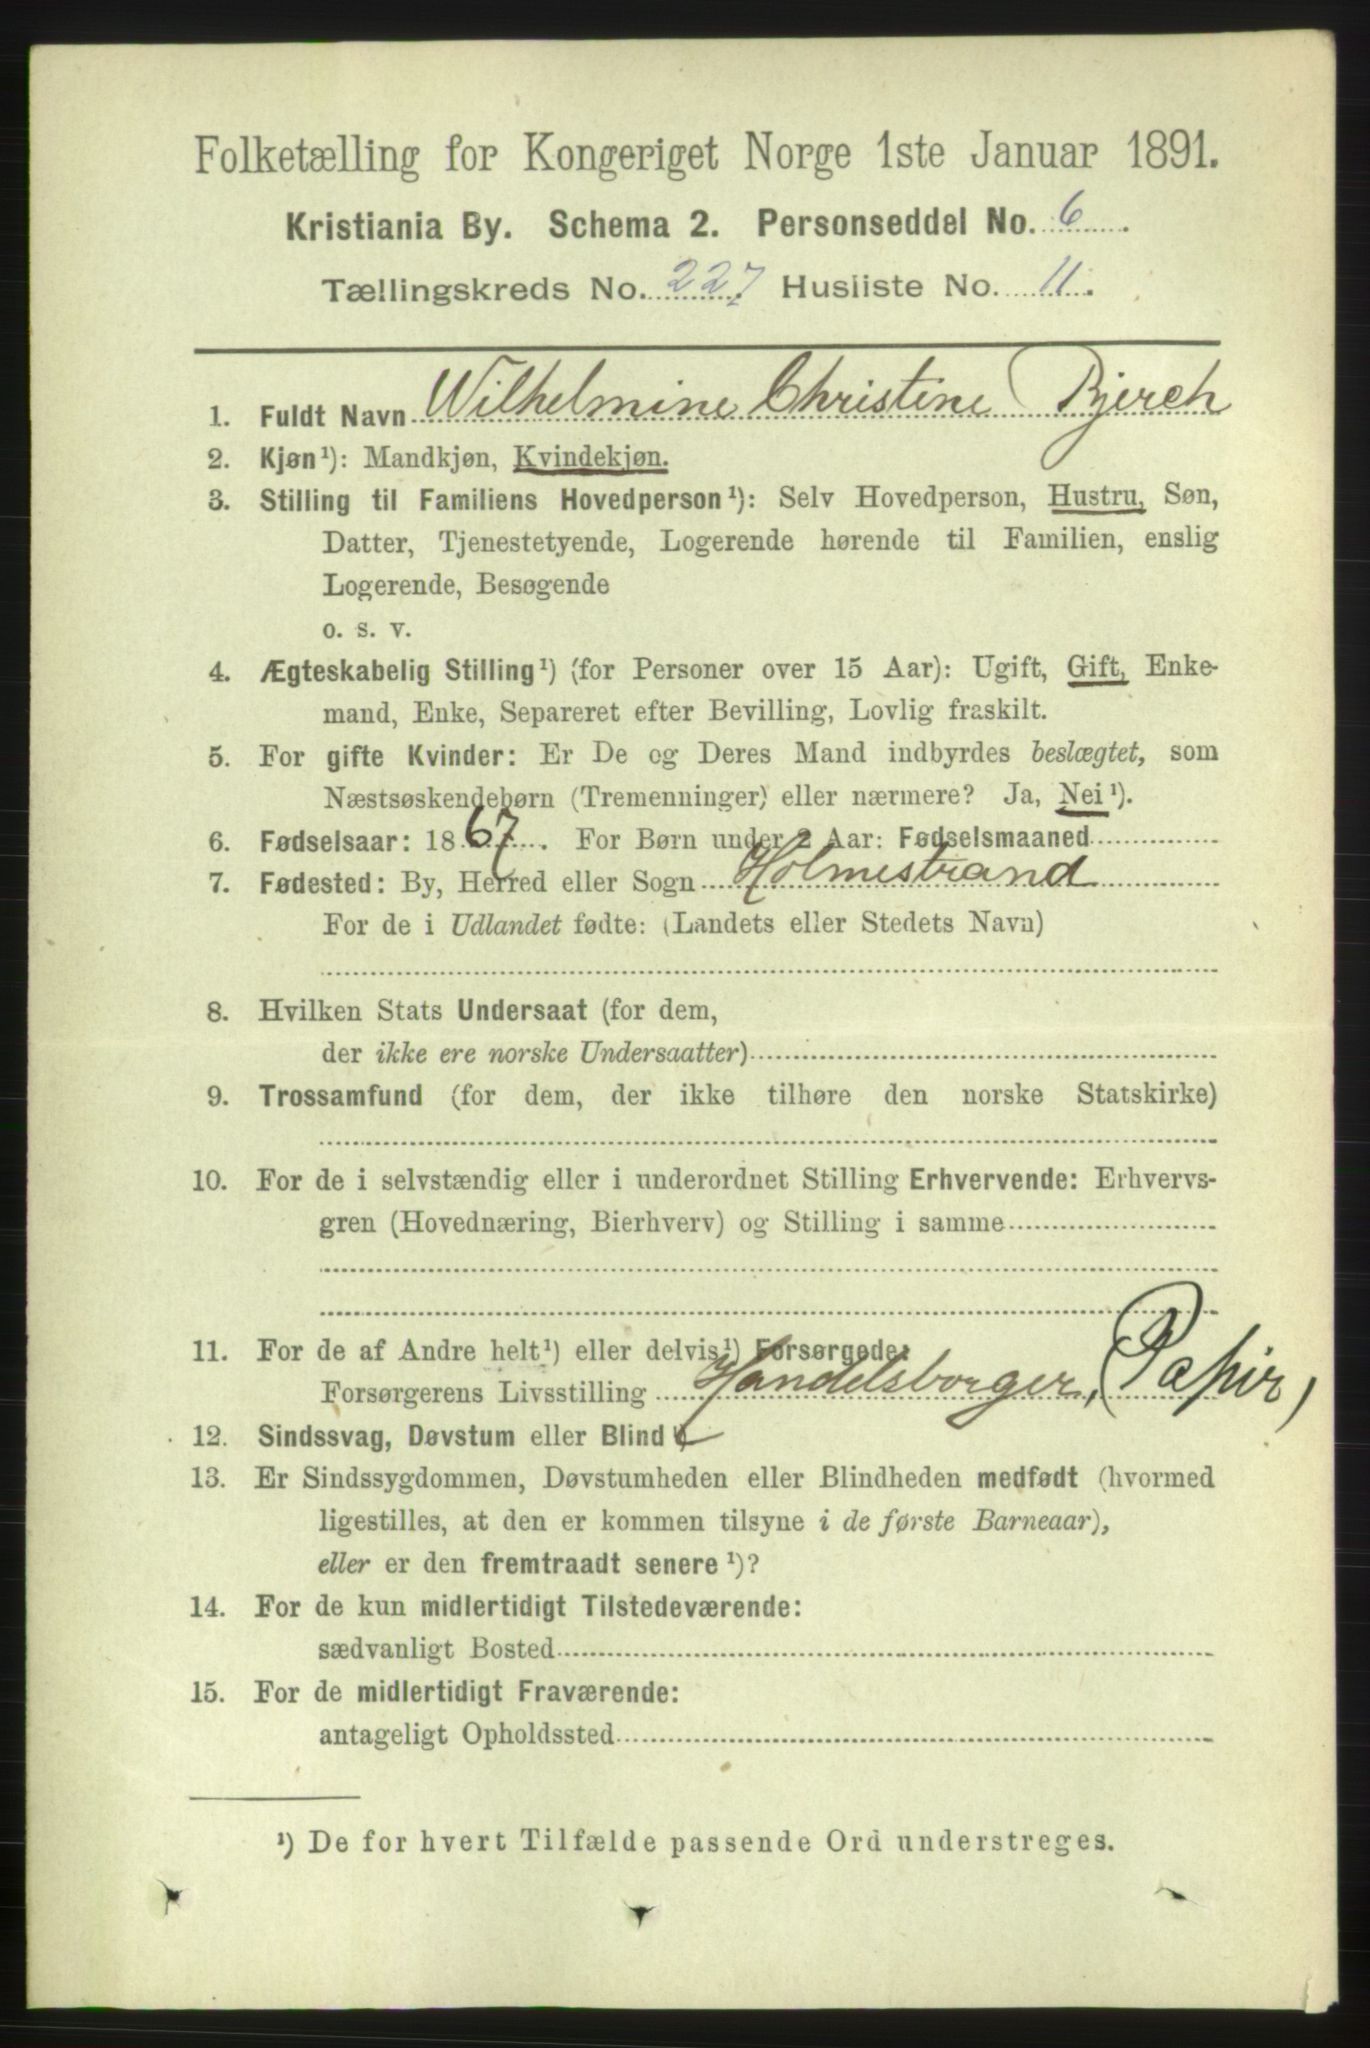 Folketælling for Kongeriget Norge 1ste Januar 1891.
Kristiania By. Schema 2. Personseddel No. 6.
Tællingskreds No. 227. Husliste No. 11.
1. Fuldt Navn Wilhelmine Christine Bjerch
2. Kjøn¹): Mandkjøn, Kvindekjøn.
3. Stilling til Familiens Hovedperson¹): Selv Hovedperson, Hustru, Søn,
Datter, Tjenestetyende, Logerende hørende til Familien, enslig
Logerende, Besøgende
o. s. v.
4. Ægteskabelig Stilling¹) (for Personer over 15 Aar): Ugift, Gift, Enke-
mand, Enke, Separeret efter Bevilling, Lovlig fraskilt.
5. For gifte Kvinder: Er De og Deres Mand indbyrdes beslægtet, som
Næstsøskendebørn (Tremenninger) eller nærmere? Ja, Nei¹).
6. Fødselsaar: 1867. For Børn under 2 Aar: Fødselsmaaned
7. Fødested: By, Herred eller Sogn Holmestrand
For de i Udlandet fødte: (Landets eller Stedets Navn)
8. Hvilken Stats Undersaat (for dem,
der ikke ere norske Undersaatter)
9. Trossamfund (for dem, der ikke tilhøre den norske Statskirke)
10. For de i selvstændig eller i underordnet Stilling Erhvervende: Erhvervs-
gren (Hovednæring, Bierhverv) og Stilling i samme
11. For de af Andre helt¹) eller delvis¹) Forsørgede:
Forsørgerens Livsstilling Handelsborger, (Papir)
12. Sindssvag, Døvstum eller Blind
13. Er Sindssygdommen, Døvstumheden eller Blindheden medfødt (hvormed
ligestilles, at den er kommen tilsyne i de første Barneaar),
eller er den fremtraadt senere¹)?
14. For de kun midlertidigt Tilstedeværende:
sædvanligt Bosted
15. For de midlertidigt Fraværende:
antageligt Opholdssted
¹) De for hvert Tilfælde passende Ord understreges.